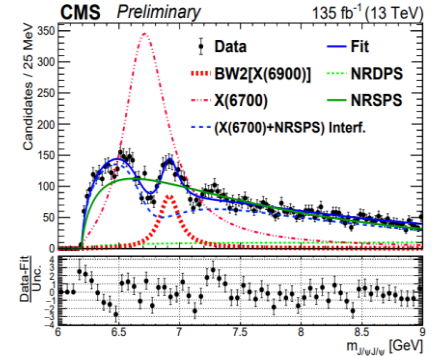 CMS Preliminary 135 fb⁻¹ (13 TeV)
Candidates / 25 MeV
350
300
250
200
150
100
50
0
Data Fit
BW2[X(6900)] NRDPS
X(6700) NRSPS
(X(6700)+NRSPS) Interf.
Data-Fit
Unc.
4
3
2
1
0
−1
−2
−3
−4
6 6.5 7 7.5 8 8.5 9
m_{J/ψJ/ψ} [GeV]